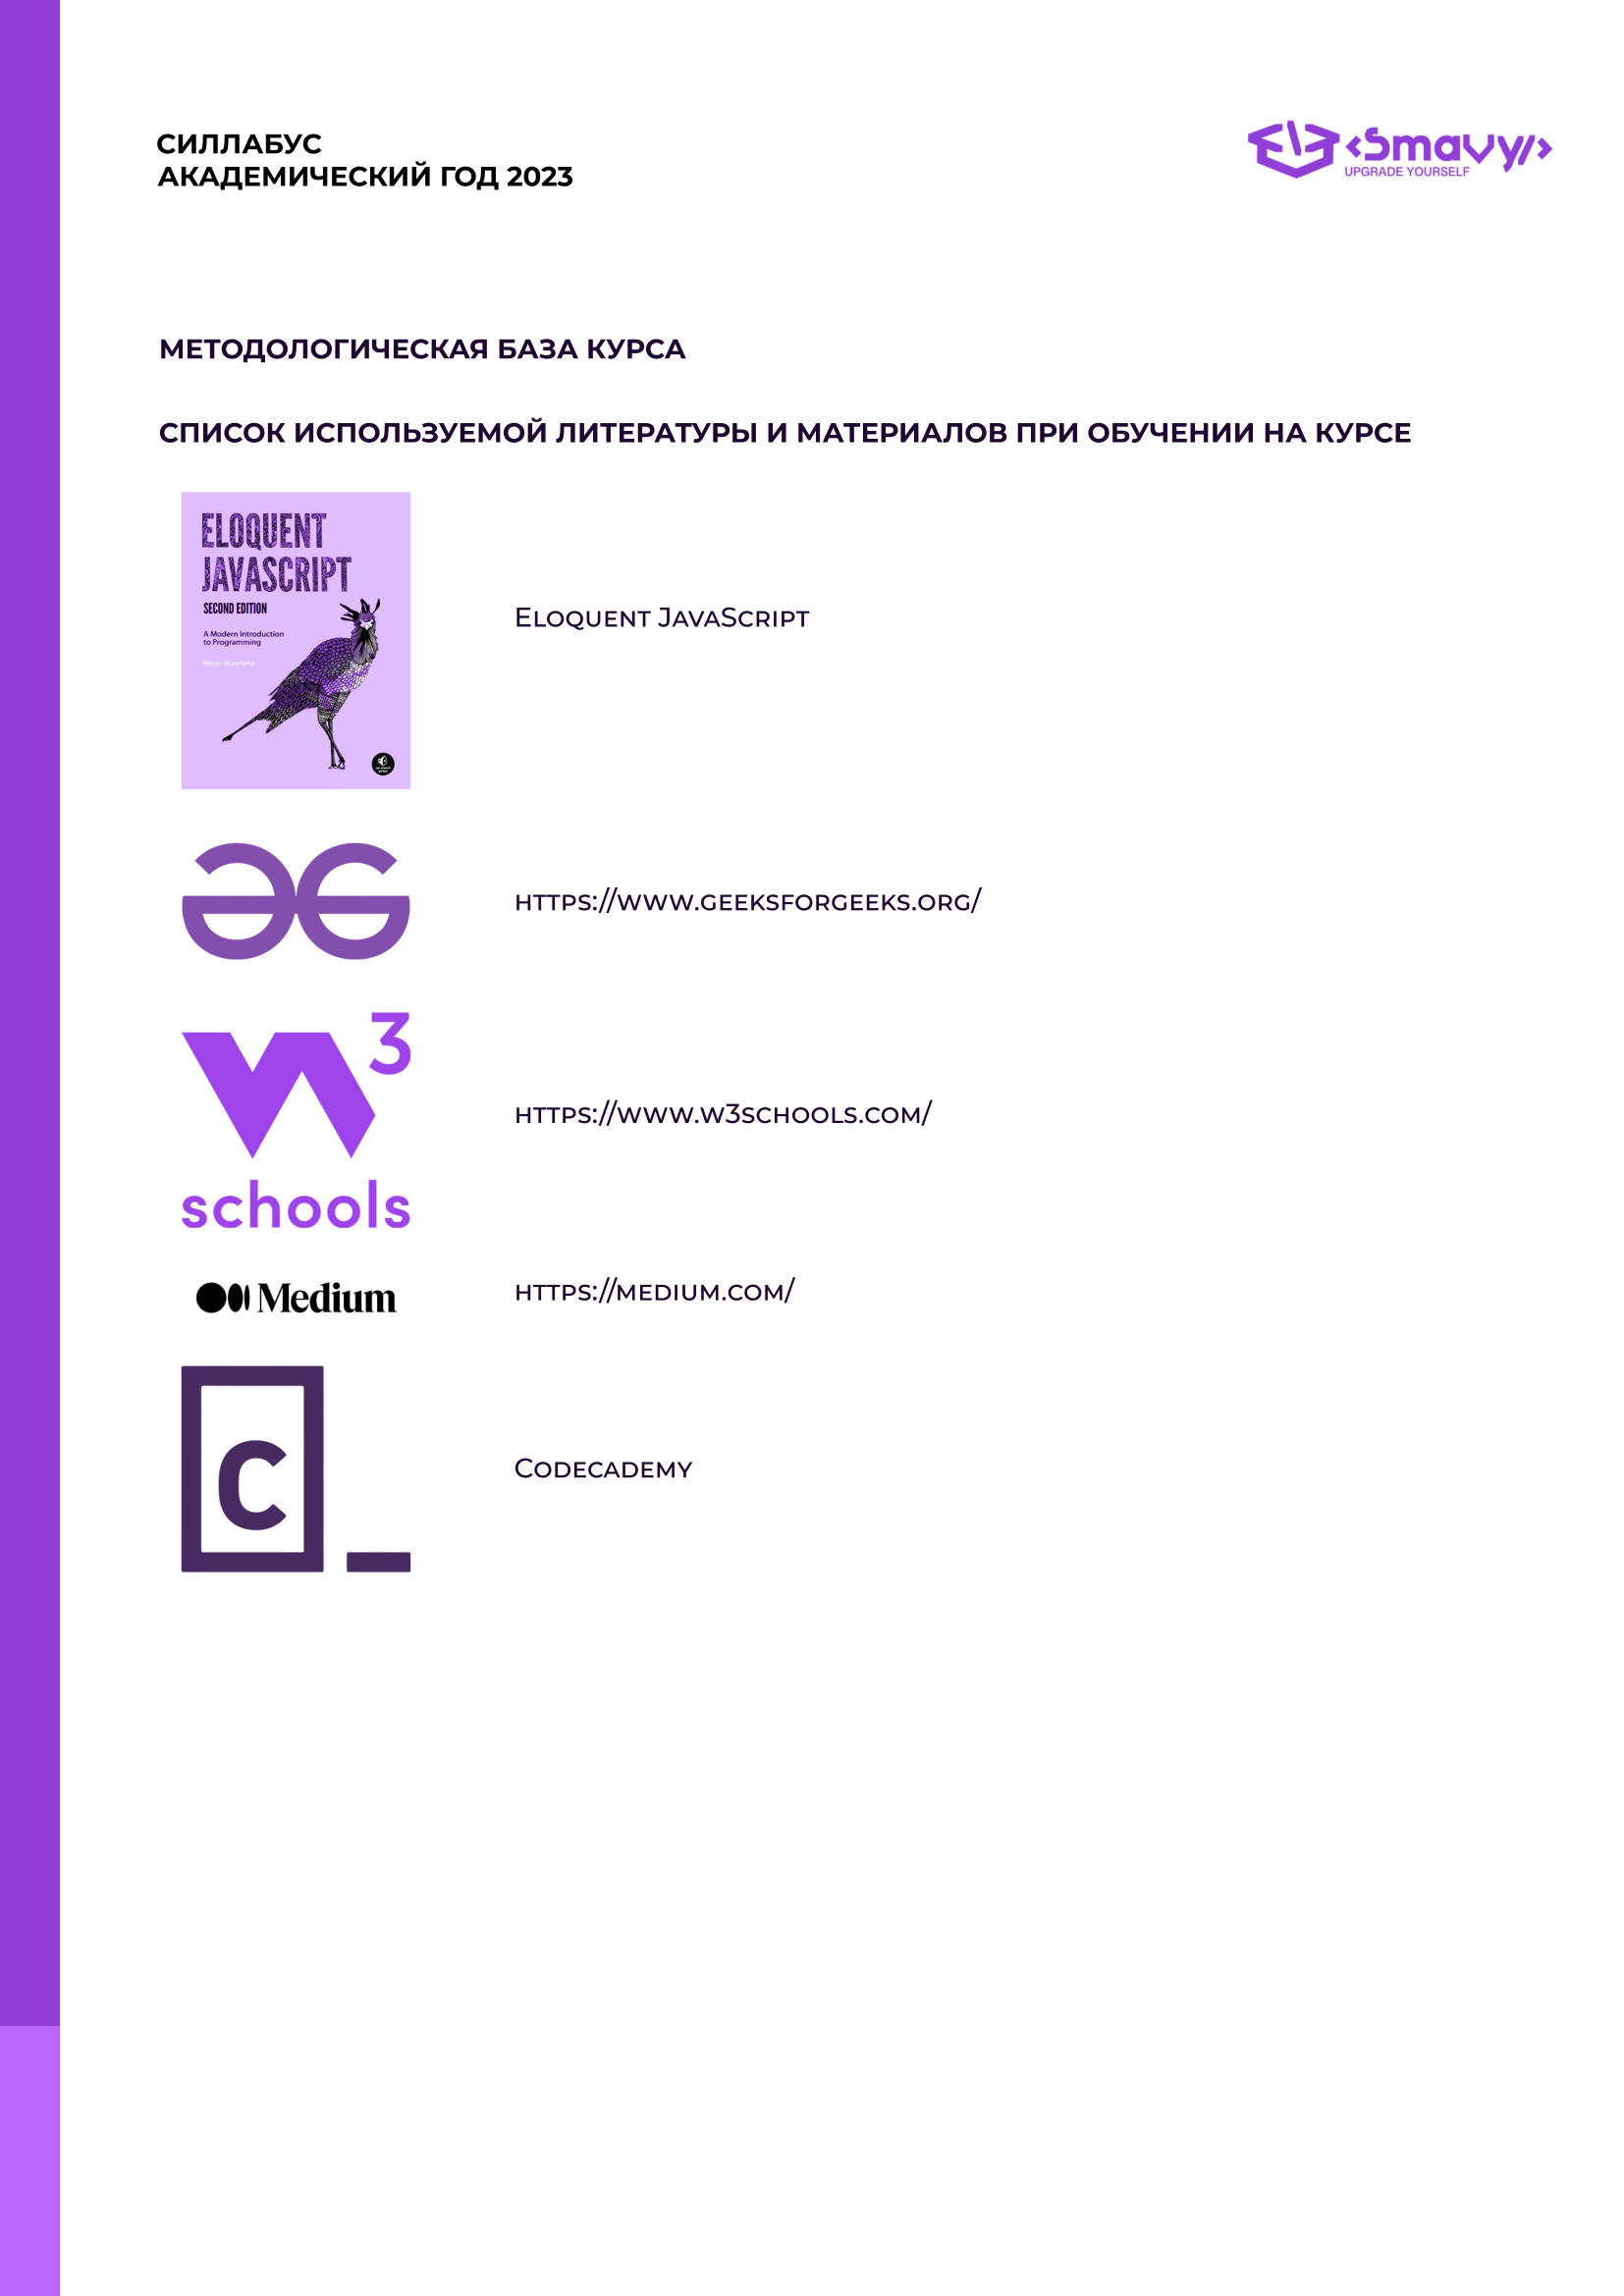 СИЛЛАБУС
АКАДЕМИЧЕСКИЙ ГОД 2023
<Smavy/>
UPGRADE YOURSELF
МЕТОДОЛОГИЧЕСКАЯ БАЗА КУРСА
СПИСОК ИСПОЛЬЗУЕМОЙ ЛИТЕРАТУРЫ И МАТЕРИАЛОВ ПРИ ОБУЧЕНИИ НА КУРСЕ
ELOQUENT
JAVASCRIPT
SECOND EDITION
A Modern Introduction
to Programming
Marijn Haverbeke
Eloquent JavaScript
https://www.geeksforgeeks.org/
W3
schools
https://www.w3schools.com/
Medium
https://medium.com/
C_
Codecademy